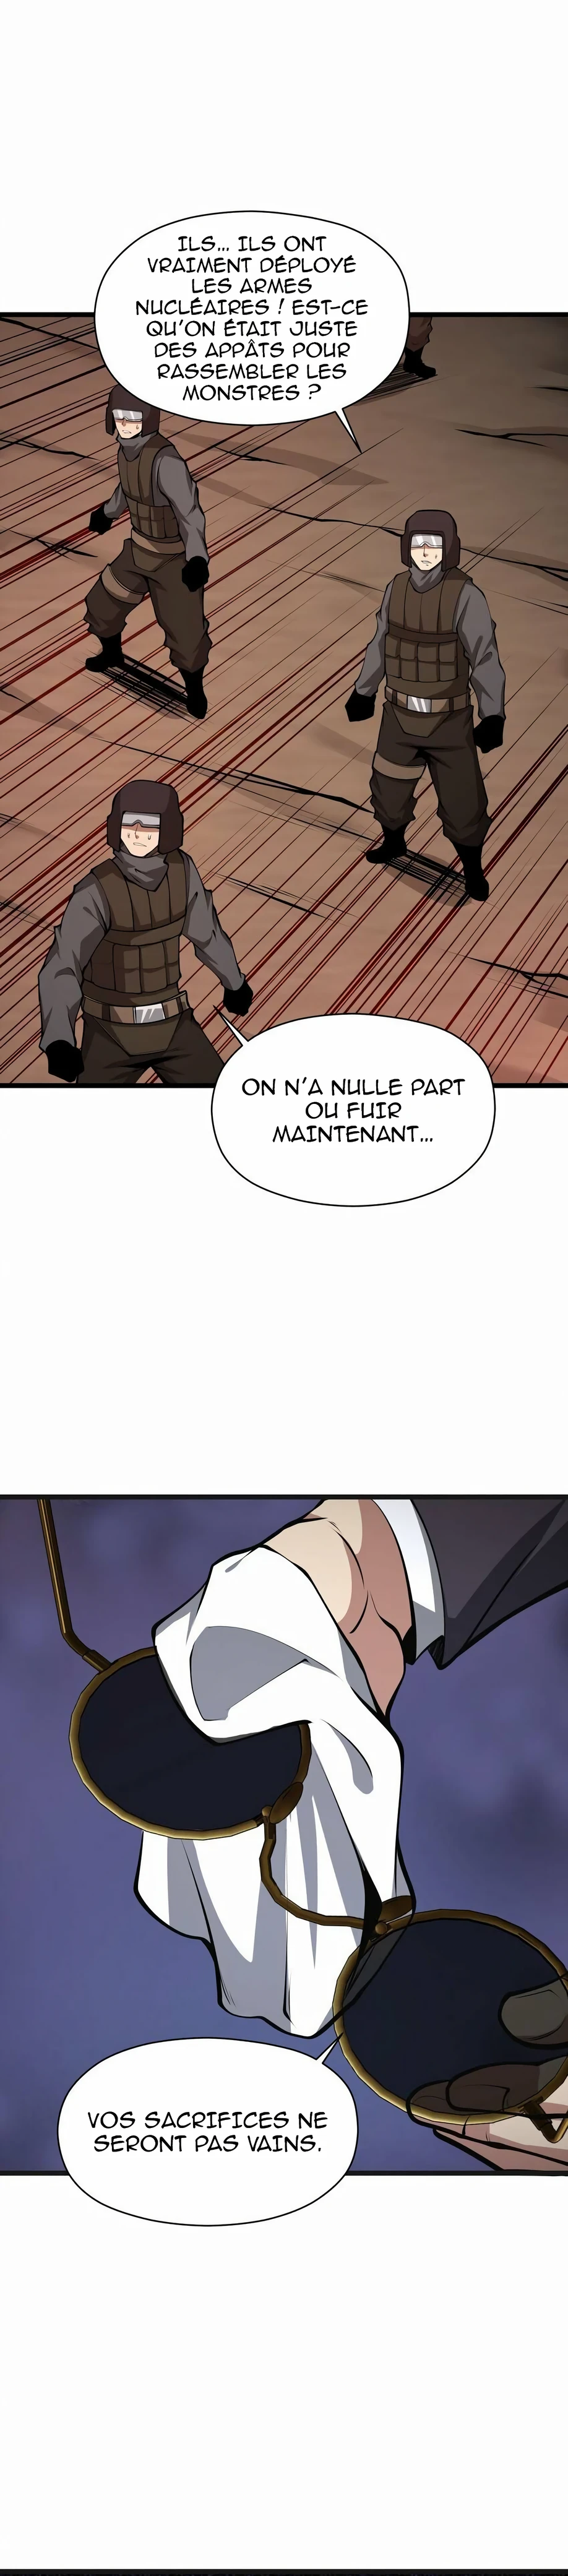 ILS... ILS ONT
VRAIMENT DÉPLOYÉ
LES ARMES
NUCLÉAIRES ! EST-CE
QU'ON ÉTAIT JUSTE
DES APPÂTS POUR
RASSEMBLER LES
MONSTRES ?
ON N'A NULLE PART
OU FUIR
MAINTENANT...
VOS SACRIFICES NE
SERONT PAS VAINS.